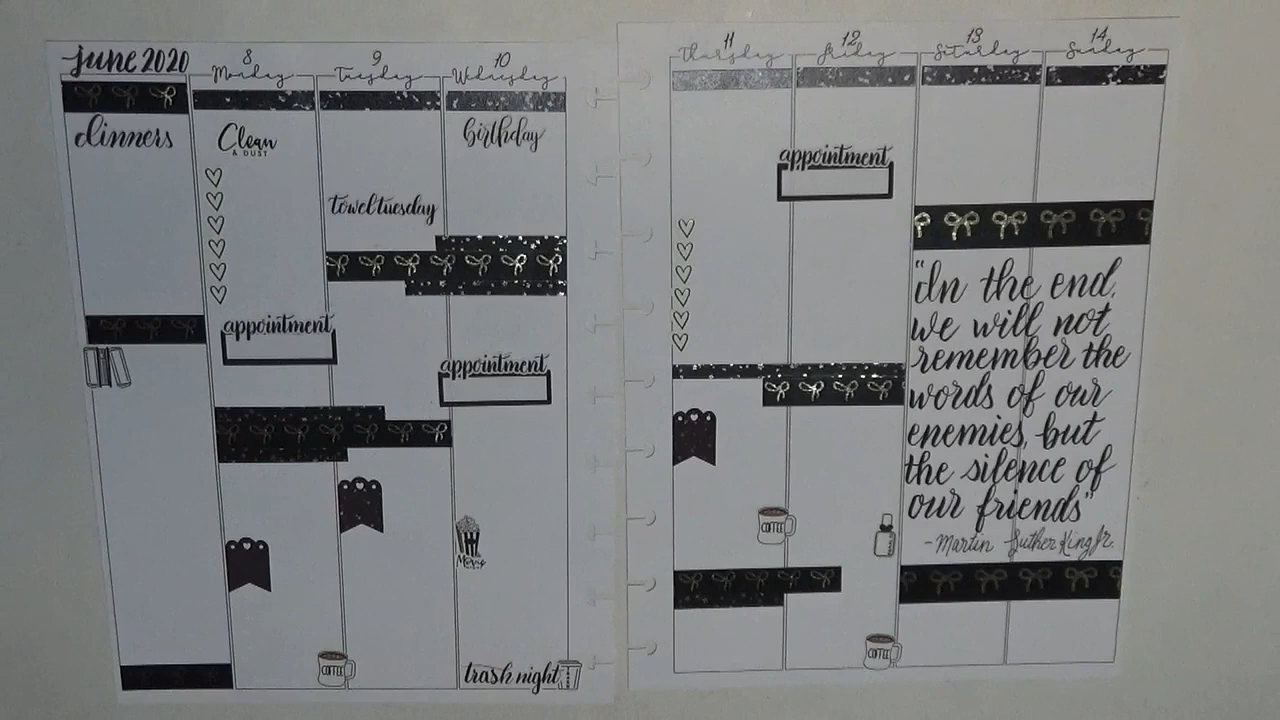 june 2020
8
Monday
9
Tuesday
10
Wednesday
dinners
Clean
& DUST
birthday
towel tuesday
appointment
appointment
Movie
COFFEE
trash night
11
Thursday
12
Friday
13
Saturday
14
Sunday
appointment
"In the end,
we will not
remember the
words of our
enemies, but
the silence of
our friends"
-Martin Luther King Jr.
COFFEE
COFFEE